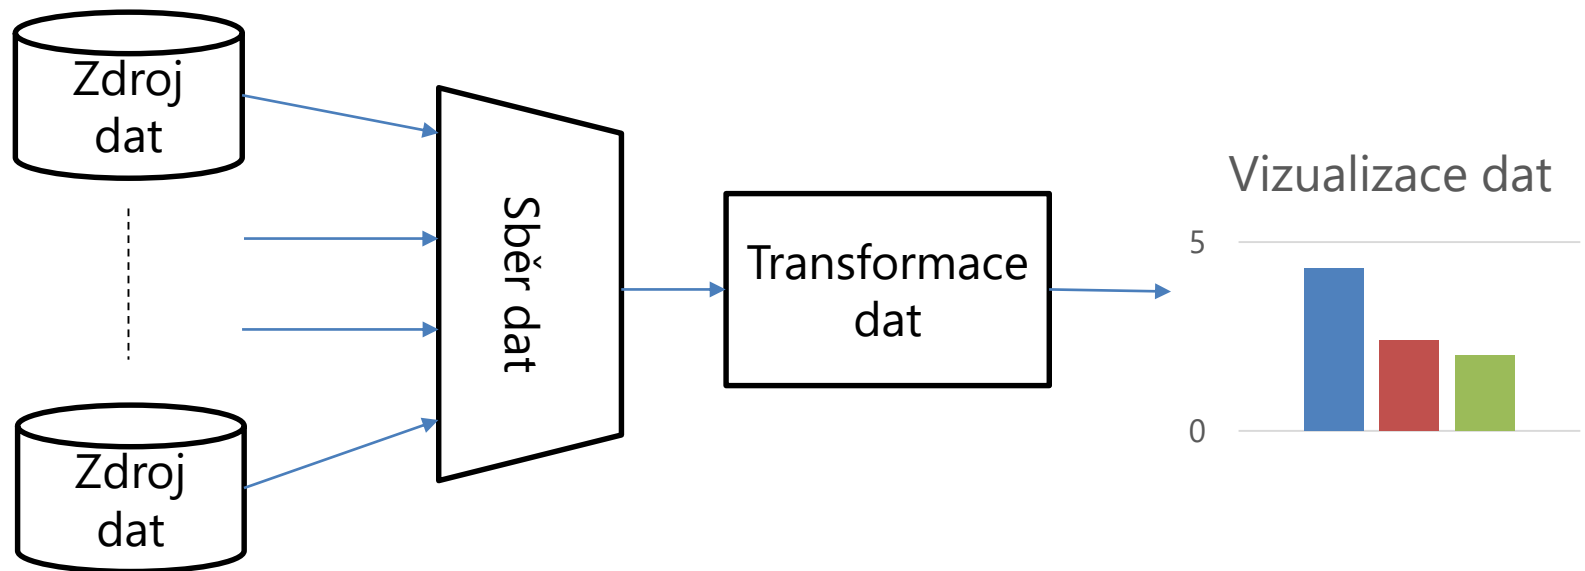 Zdroj
dat
Zdroj
dat
Sběr dat
Transformace
dat
Vizualizace dat
5
0